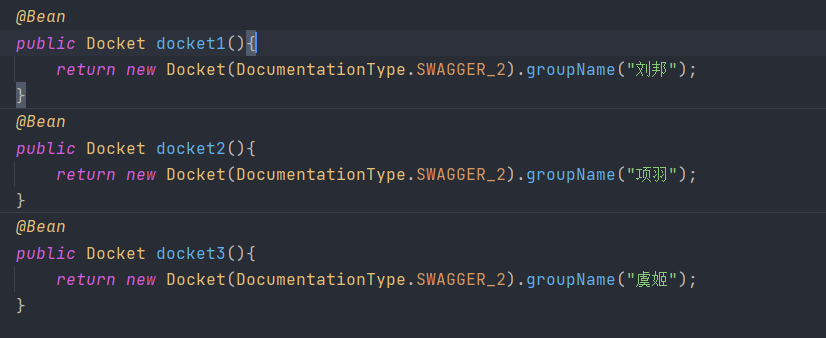 @Bean
public Docket docket1(){
    return new Docket(DocumentationType.SWAGGER_2).groupName("刘邦");
}
@Bean
public Docket docket2(){
    return new Docket(DocumentationType.SWAGGER_2).groupName("项羽");
}
@Bean
public Docket docket3(){
    return new Docket(DocumentationType.SWAGGER_2).groupName("虞姬");
}